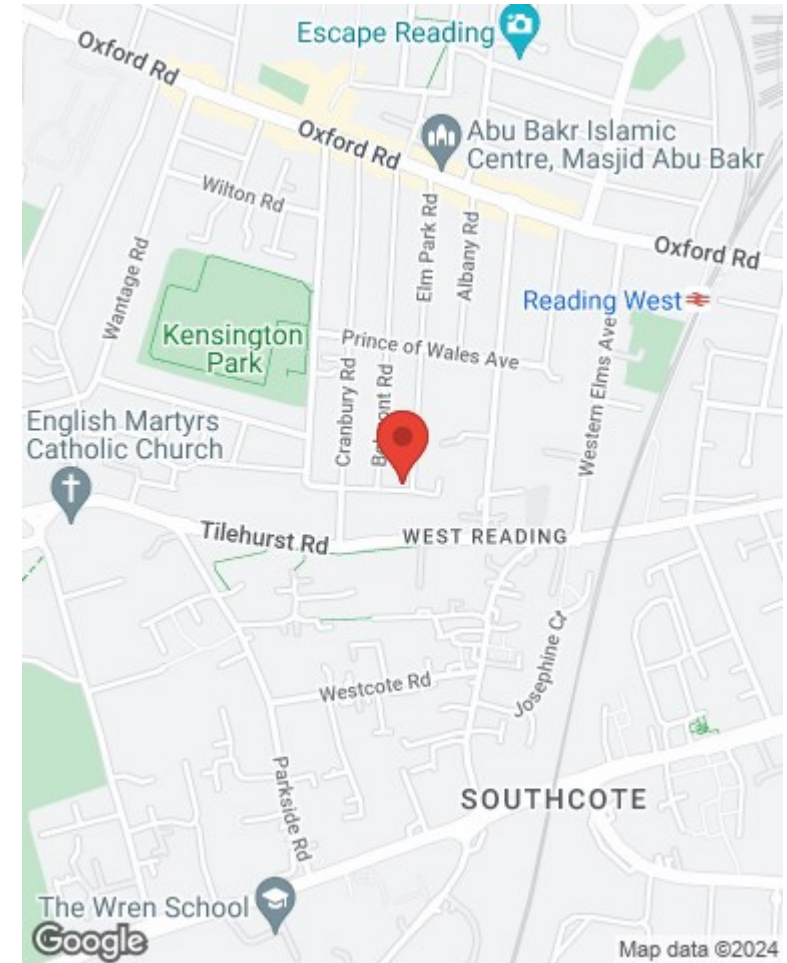 Escape Reading
Oxford Rd
Oxford Rd
Abu Bakr Islamic
Centre, Masjid Abu Bakr
Wilton Rd
Elm Park Rd
Albany Rd
Oxford Rd
Wantage Rd
Reading West
Kensington
Park
Prince of Wales Ave
Cranbury Rd
ont Rd
Western Elms Ave
English Martyrs
Catholic Church
Tilehurst Rd
WEST READING
Josephine Ct
Westcote Rd
Parkside Rd
SOUTHCOTE
The Wren School
Google
Map data ©2024